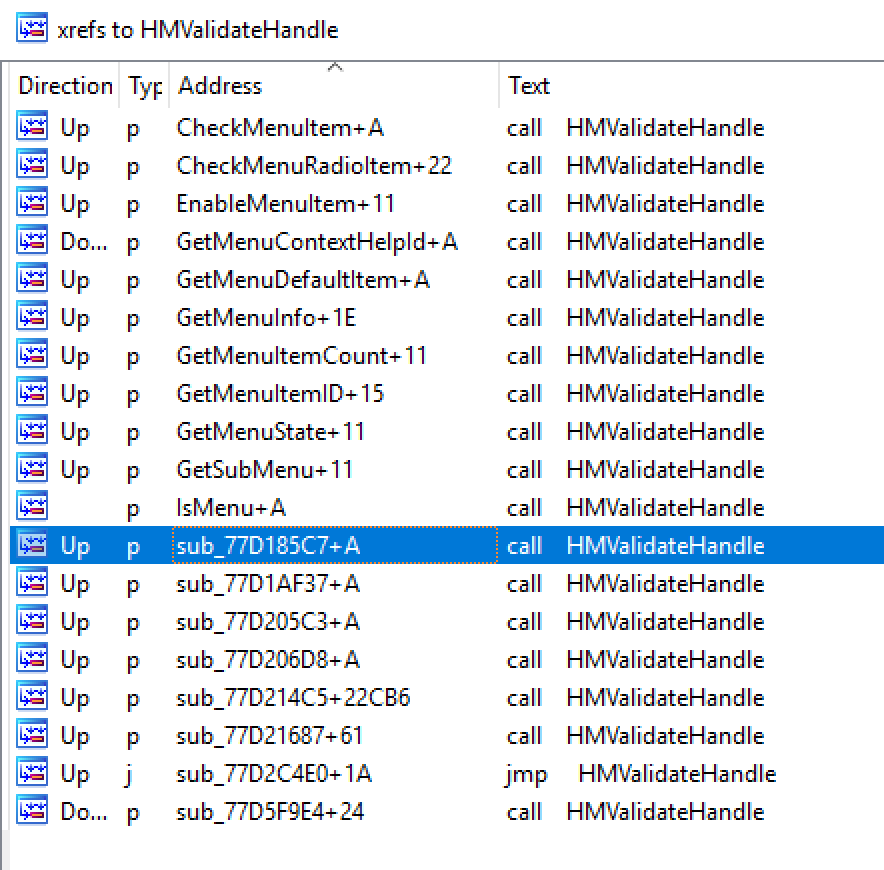 xrefs to HMValidateHandle
Direction Typ Address Text
Up p CheckMenuItem+A call HMValidateHandle
Up p CheckMenuRadioItem+22 call HMValidateHandle
Up p EnableMenuItem+11 call HMValidateHandle
Do... p GetMenuContextHelpId+A call HMValidateHandle
Up p GetMenuDefaultItem+A call HMValidateHandle
Up p GetMenuInfo+1E call HMValidateHandle
Up p GetMenuItemCount+11 call HMValidateHandle
Up p GetMenuItemID+15 call HMValidateHandle
Up p GetMenuState+11 call HMValidateHandle
Up p GetSubMenu+11 call HMValidateHandle
p IsMenu+A call HMValidateHandle
Up p sub_77D185C7+A call HMValidateHandle
Up p sub_77D1AF37+A call HMValidateHandle
Up p sub_77D205C3+A call HMValidateHandle
Up p sub_77D206D8+A call HMValidateHandle
Up p sub_77D214C5+22CB6 call HMValidateHandle
Up p sub_77D21687+61 call HMValidateHandle
Up j sub_77D2C4E0+1A jmp HMValidateHandle
Do... p sub_77D5F9E4+24 call HMValidateHandle